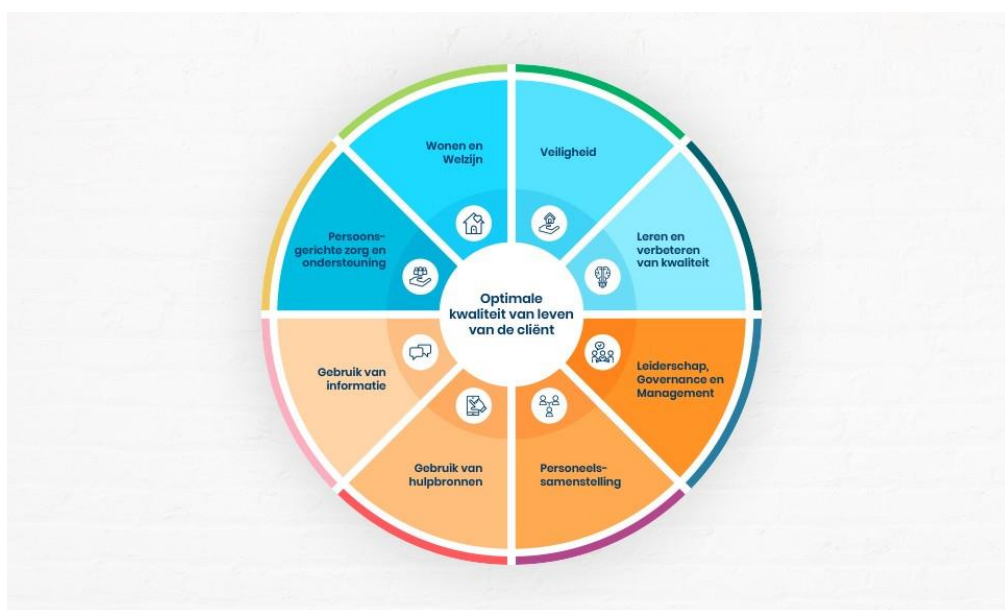 Wonen en
Welzijn
Veiligheid
Leren en
verbeteren
van kwaliteit
Leiderschap,
Governance en
Management
Personeels-
samenstelling
Gebruik van
hulpbronnen
Gebruik van
informatie
Persoons-
gerichte zorg en
ondersteuning
Optimale
kwaliteit van leven
van de cliënt